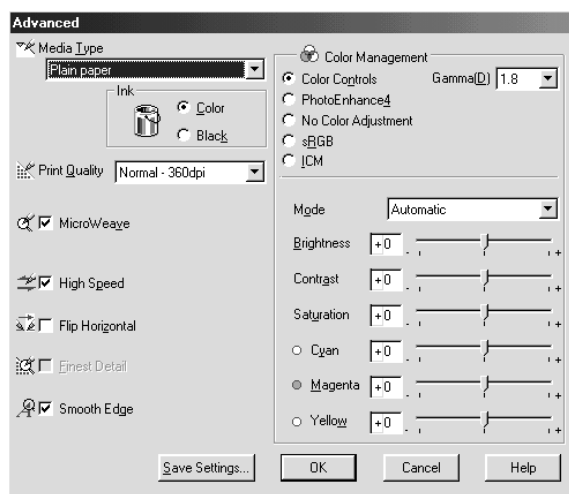 Advanced
Media Type
Plain paper
Ink
Color
Black
Print Quality Normal - 360dpi
MicroWeave
High Speed
Flip Horizontal
Finest Detail
Smooth Edge
Color Management
Color Controls Gamma(D) 1.8
PhotoEnhance4
No Color Adjustment
sRGB
ICM
Mode Automatic
Brightness +0 - +
Contrast +0 - +
Saturation +0 - +
Cyan +0 - +
Magenta +0 - +
Yellow +0 - +
Save Settings... OK Cancel Help